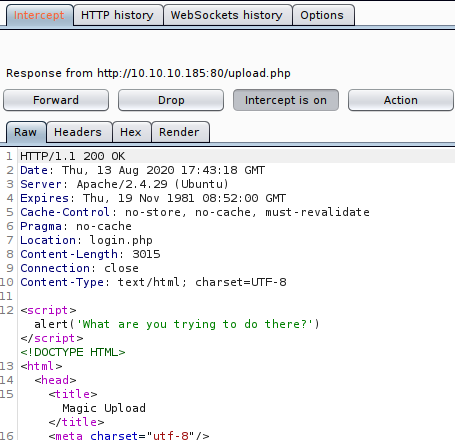 Intercept HTTP history WebSockets history Options
Response from http://10.10.10.185:80/upload.php
Forward Drop Intercept is on Action
Raw Headers Hex Render
1 HTTP/1.1 200 OK
2 Date: Thu, 13 Aug 2020 17:43:18 GMT
3 Server: Apache/2.4.29 (Ubuntu)
4 Expires: Thu, 19 Nov 1981 08:52:00 GMT
5 Cache-Control: no-store, no-cache, must-revalidate
6 Pragma: no-cache
7 Location: login.php
8 Content-Length: 3015
9 Connection: close
10 Content-Type: text/html; charset=UTF-8
11
12 <script>
alert('What are you trying to do there?')
</script>
<!DOCTYPE HTML>
13 <html>
14 <head>
15 <title>
Magic Upload
</title>
16 <meta charset="utf-8"/>